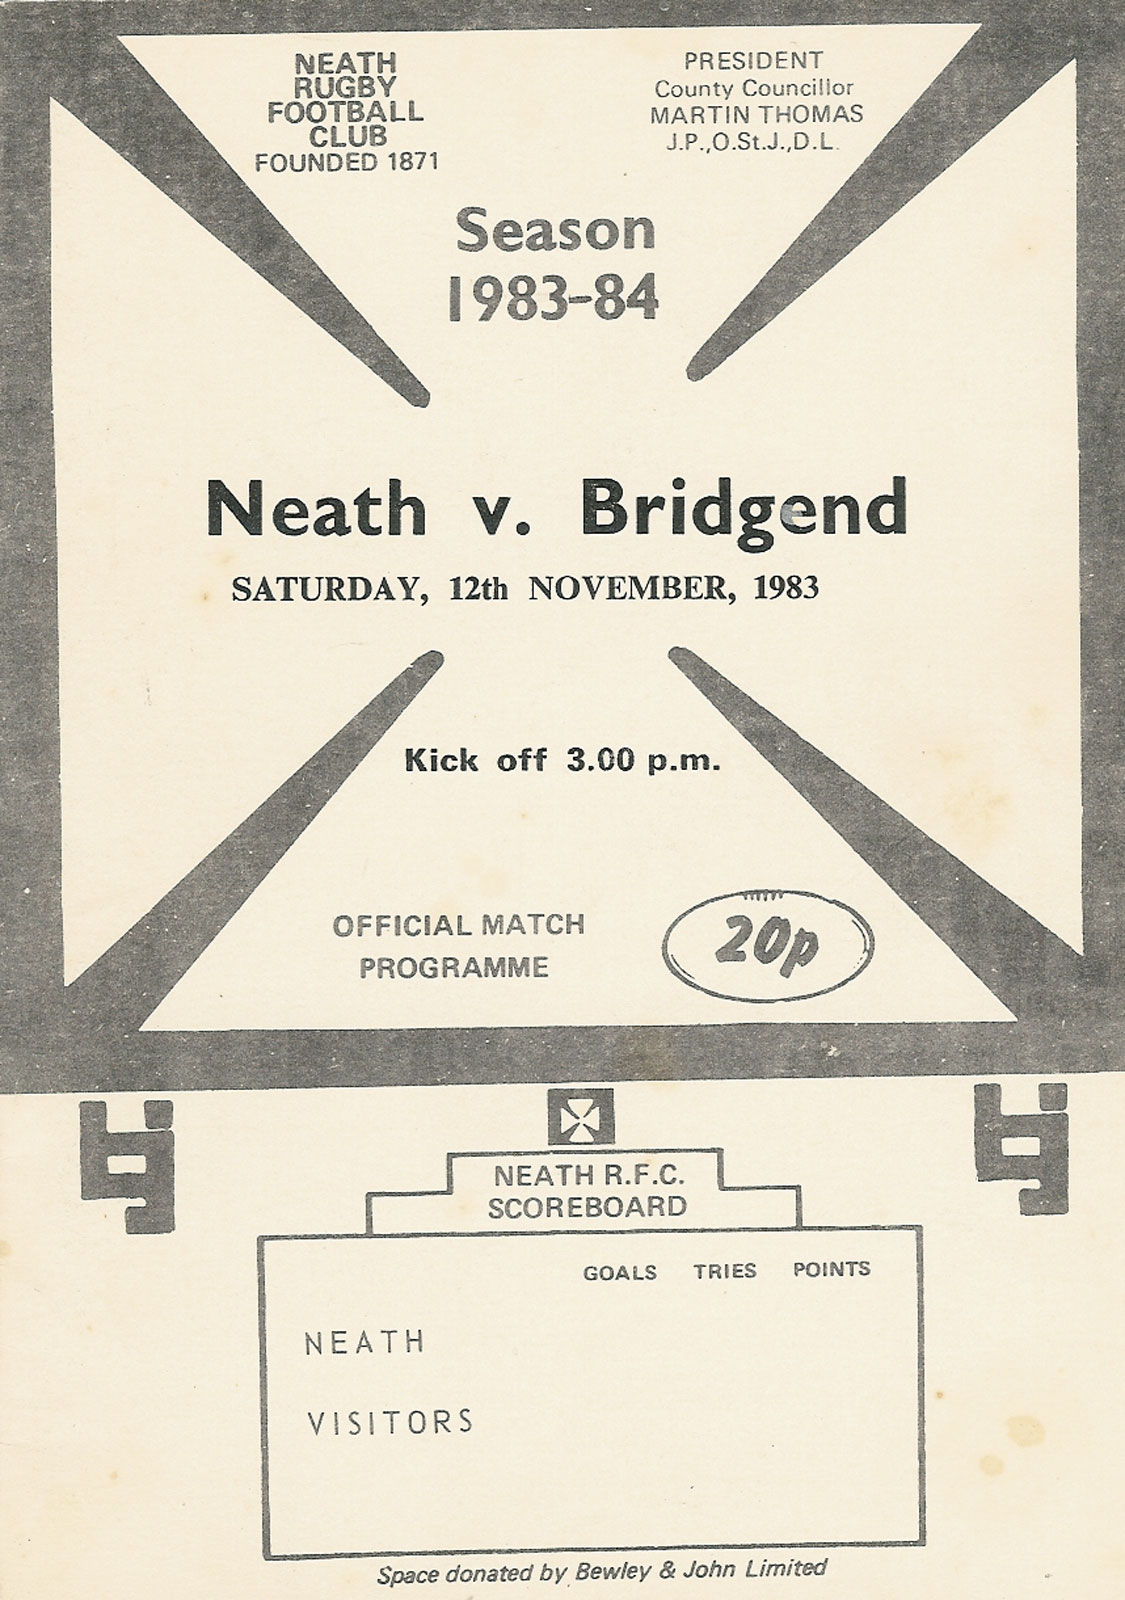 NEATH
RUGBY
FOOTBALL
CLUB
FOUNDED 1871
PRESIDENT
County Councillor
MARTIN THOMAS
J.P.,O.St.J.,D.L.
Season
1983-84
Neath v. Bridgend
SATURDAY, 12th NOVEMBER, 1983
Kick off 3.00 p.m.
OFFICIAL MATCH
PROGRAMME
20p
NEATH R.F.C.
SCOREBOARD
GOALS TRIES POINTS
NEATH
VISITORS
Space donated by Bewley & John Limited